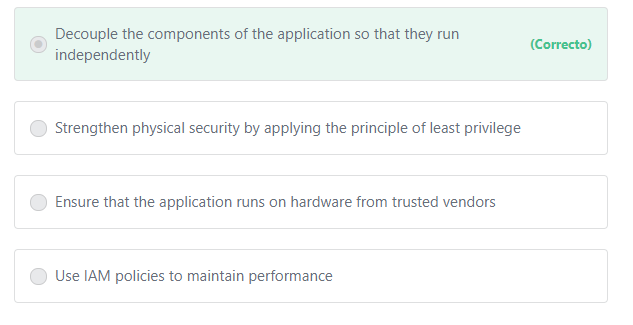 Decouple the components of the application so that they run
(Correcto)
independently
Strengthen physical security by applying the principle of least privilege
Ensure that the application runs on hardware from trusted vendors
Use IAM policies to maintain performance